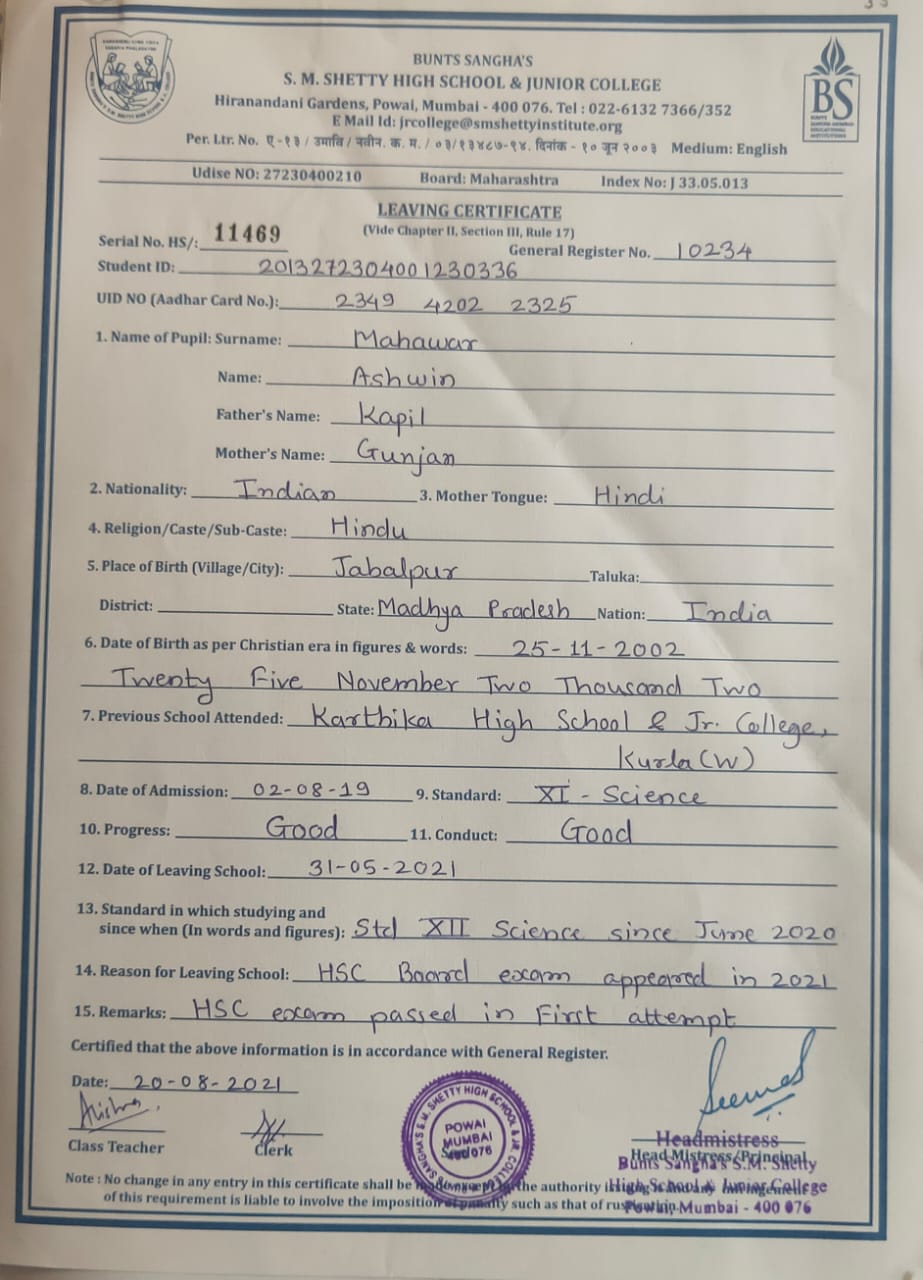 BUNTS SANGHA'S
S. M. SHETTY HIGH SCHOOL & JUNIOR COLLEGE
Hiranandani Gardens, Powai, Mumbai - 400 076. Tel : 022-6132 7366/352
E Mail Id: jrcollege@smshettyinstitute.org
Per. Ltr. No. ए-१३ / उमावि / नवीन. क. म. / ०३/१३४८७-९४. दिनांक - १० जून २००३ Medium: English
BS
Udise NO: 27230400210 Board: Maharashtra Index No: J 33.05.013
LEAVING CERTIFICATE
(Vide Chapter II, Section III, Rule 17)
Serial No. HS/: 11469 General Register No. 10234
Student ID: 2013272304001230336
UID NO (Aadhar Card No.): 2349 4202 2325
1. Name of Pupil: Surname: Mahawar
Name: Ashwin
Father's Name: Kapil
Mother's Name: Gunjan
2. Nationality: Indian 3. Mother Tongue: Hindi
4. Religion/Caste/Sub-Caste: Hindu
5. Place of Birth (Village/City): Jabalpur Taluka:
District: State: Madhya Pradesh Nation: India
6. Date of Birth as per Christian era in figures & words: 25-11-2002
Twenty Five November Two Thousand Two
7. Previous School Attended: Karthika High School & Jr. College,
Kurla (W)
8. Date of Admission: 02-08-19 9. Standard: XI - Science
10. Progress: Good 11. Conduct: Good
12. Date of Leaving School: 31-05-2021
13. Standard in which studying and
since when (In words and figures): Std XII Science since June 2020
14. Reason for Leaving School: HSC Board exam appeared in 2021
15. Remarks: HSC exam passed in First attempt
Certified that the above information is in accordance with General Register.
Date: 20-08-2021
Class Teacher Clerk
POWAI
MUMBAI
400 076
Headmistress
Head Mistress/Principal
Bunts Sangha's S.M. Shetty
High School & Junior College
Powai, Mumbai - 400 076
Note : No change in any entry in this certificate shall be the authority
of this requirement is liable to involve the imposition of penalty such as that of